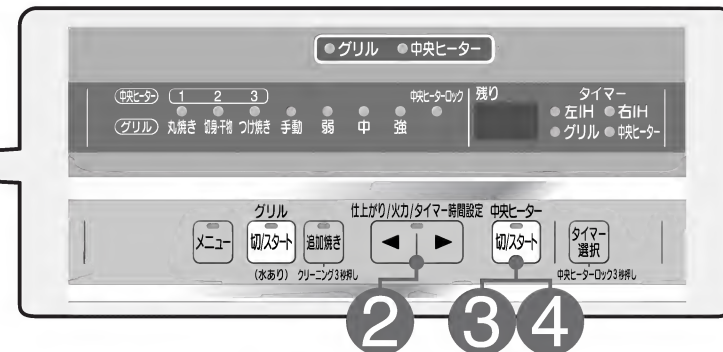 グリル 中央ヒーター
中央ヒーター 1 2 3 中央ヒーターロック 残り タイマー
左IH 右IH
グリル 丸焼き 切身・干物 つけ焼き 手動 弱 中 強 グリル 中央ヒーター
グリル 仕上がり/火力/タイマー時間設定 中央ヒーター
メニュー 切/スタート 追加焼き ◀ ▶ 切/スタート タイマー選択
(水あり) クリーニング3秒押し 中央ヒーターロック3秒押し
2 3 4